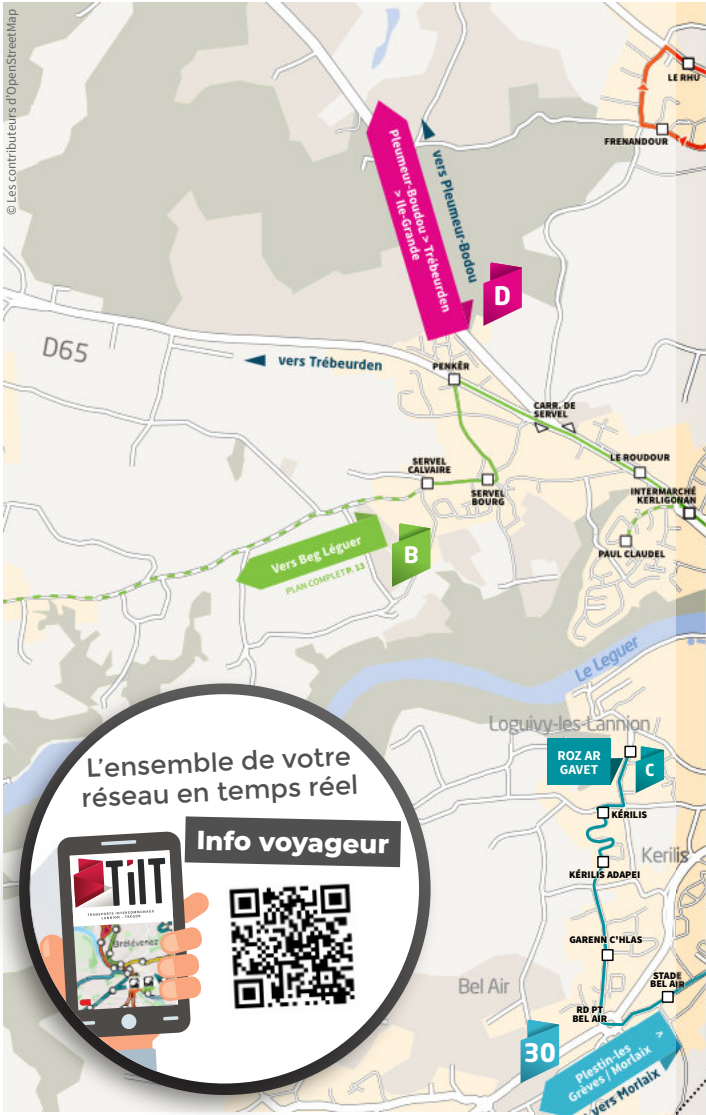 © Les contributeurs d'OpenStreetMap
LE RHU
FRENANDOUR
Pleumeur-Boudou > Trébeurden
> Ile-Grande
vers Pleumeur-Bodou
D
D65
vers Trébeurden
PENKÊR
CARR. DE
SERVEL
LE ROUDOUR
SERVEL
CALVAIRE
SERVEL
BOURG
INTERMARCHÉ
KERLIGONAN
PAUL CLAUDEL
Vers Beg Léguer
PLAN COMPLET P. 13
B
Le Leguer
Loguivy-les-Lannion
ROZ AR
GAVET
C
KÉRILIS
Kerilis
KÉRILIS ADAPEI
GARENN C'HLAS
Bel Air
STADE
BEL AIR
RD PT
BEL AIR
30
Plestin-les
Grèves / Morlaix >
vers Morlaix
L'ensemble de votre
réseau en temps réel
Info voyageur
TILT
TRANSPORTS INTERCOMMUNAUX
LANNION - TRÉGOR
Brélévenez